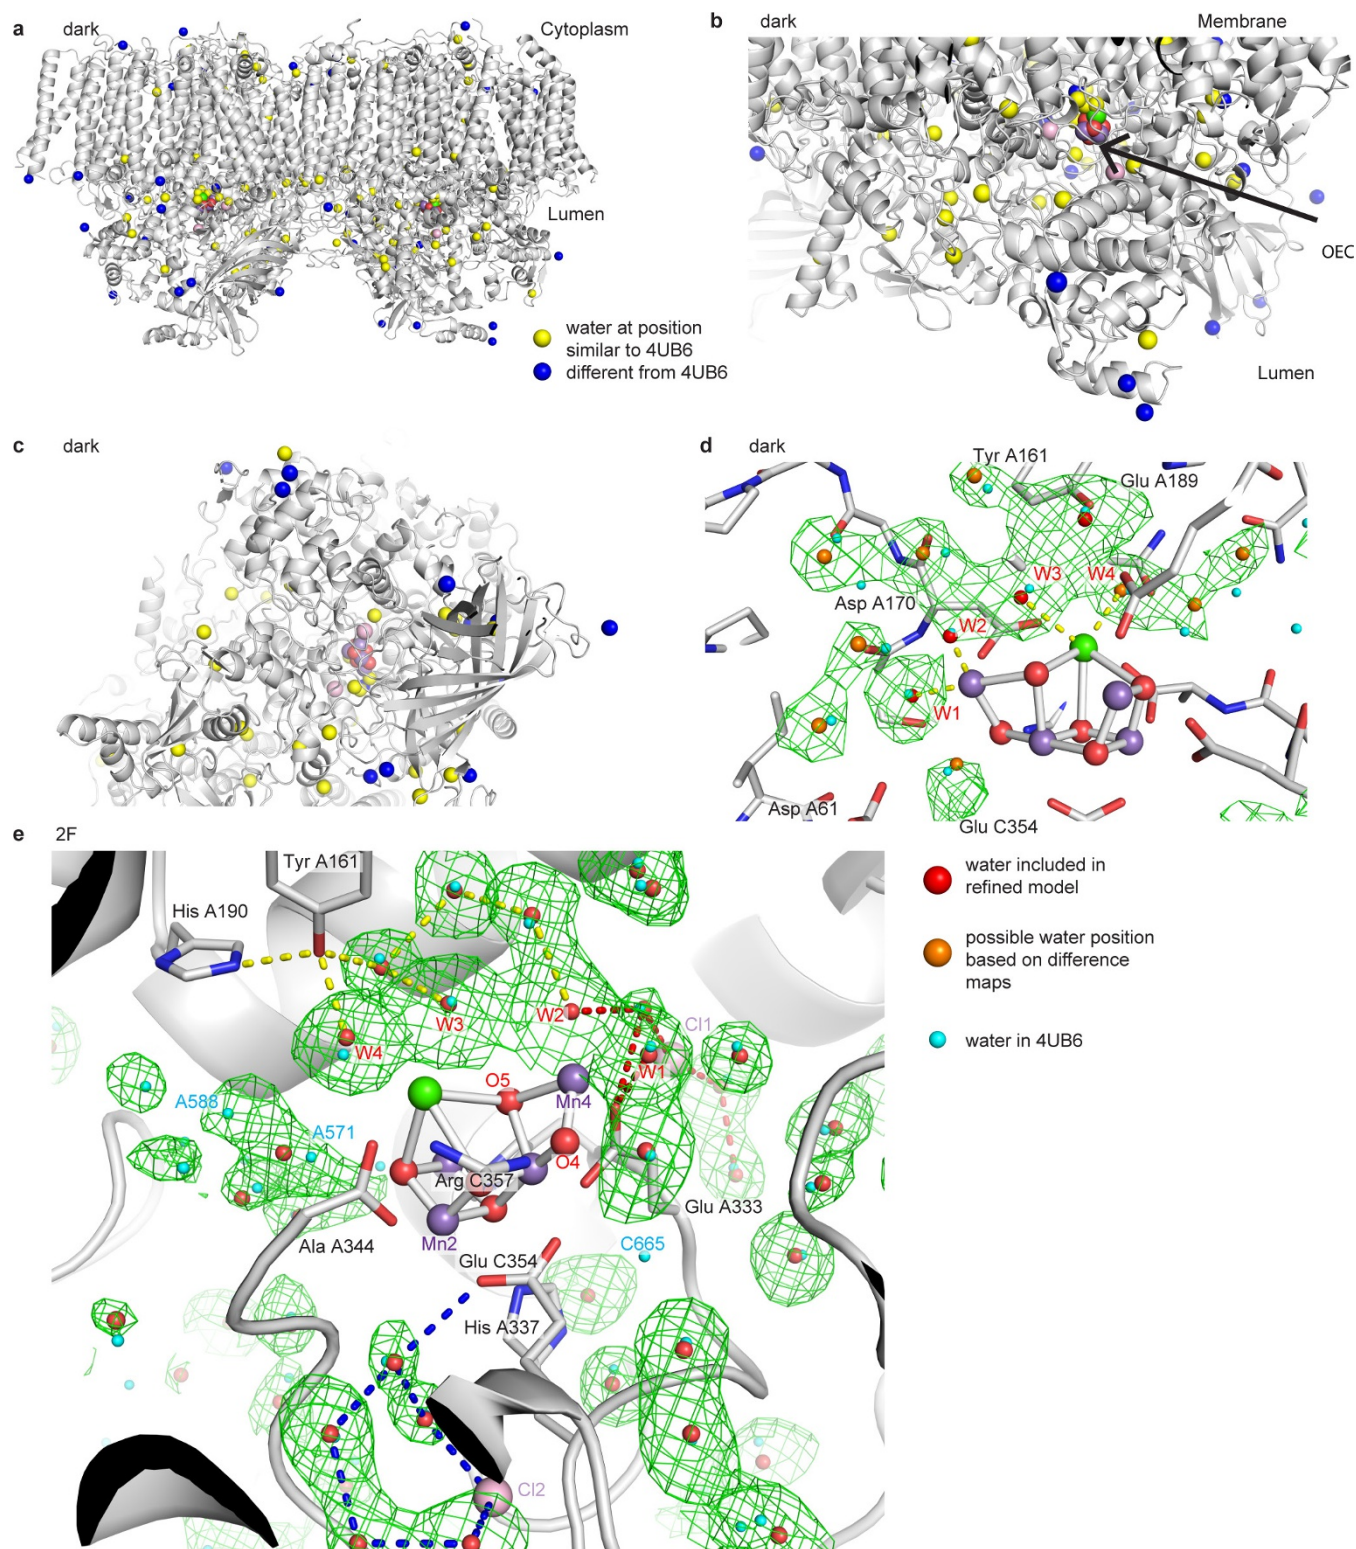 a
dark
Cytoplasm
Lumen
water at position
similar to 4UB6
different from 4UB6
b
dark
Membrane
OEC
Lumen
c
dark
d
dark
Tyr A161
Glu A189
W3
W4
Asp A170
W2
W1
Asp A61
Glu C354
water included in
refined model
possible water position
based on difference
maps
water in 4UB6
e
2F
Tyr A161
His A190
W3
W2
Cl1
W4
W1
O5
Mn4
A588
A571
O4
Arg C357
Glu A333
Ala A344
Mn2
Glu C354
C665
His A337
Cl2